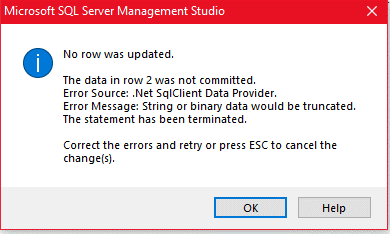 Microsoft SQL Server Management Studio
No row was updated.
The data in row 2 was not committed.
Error Source: .Net SqlClient Data Provider.
Error Message: String or binary data would be truncated.
The statement has been terminated.
Correct the errors and retry or press ESC to cancel the
change(s).
OK
Help